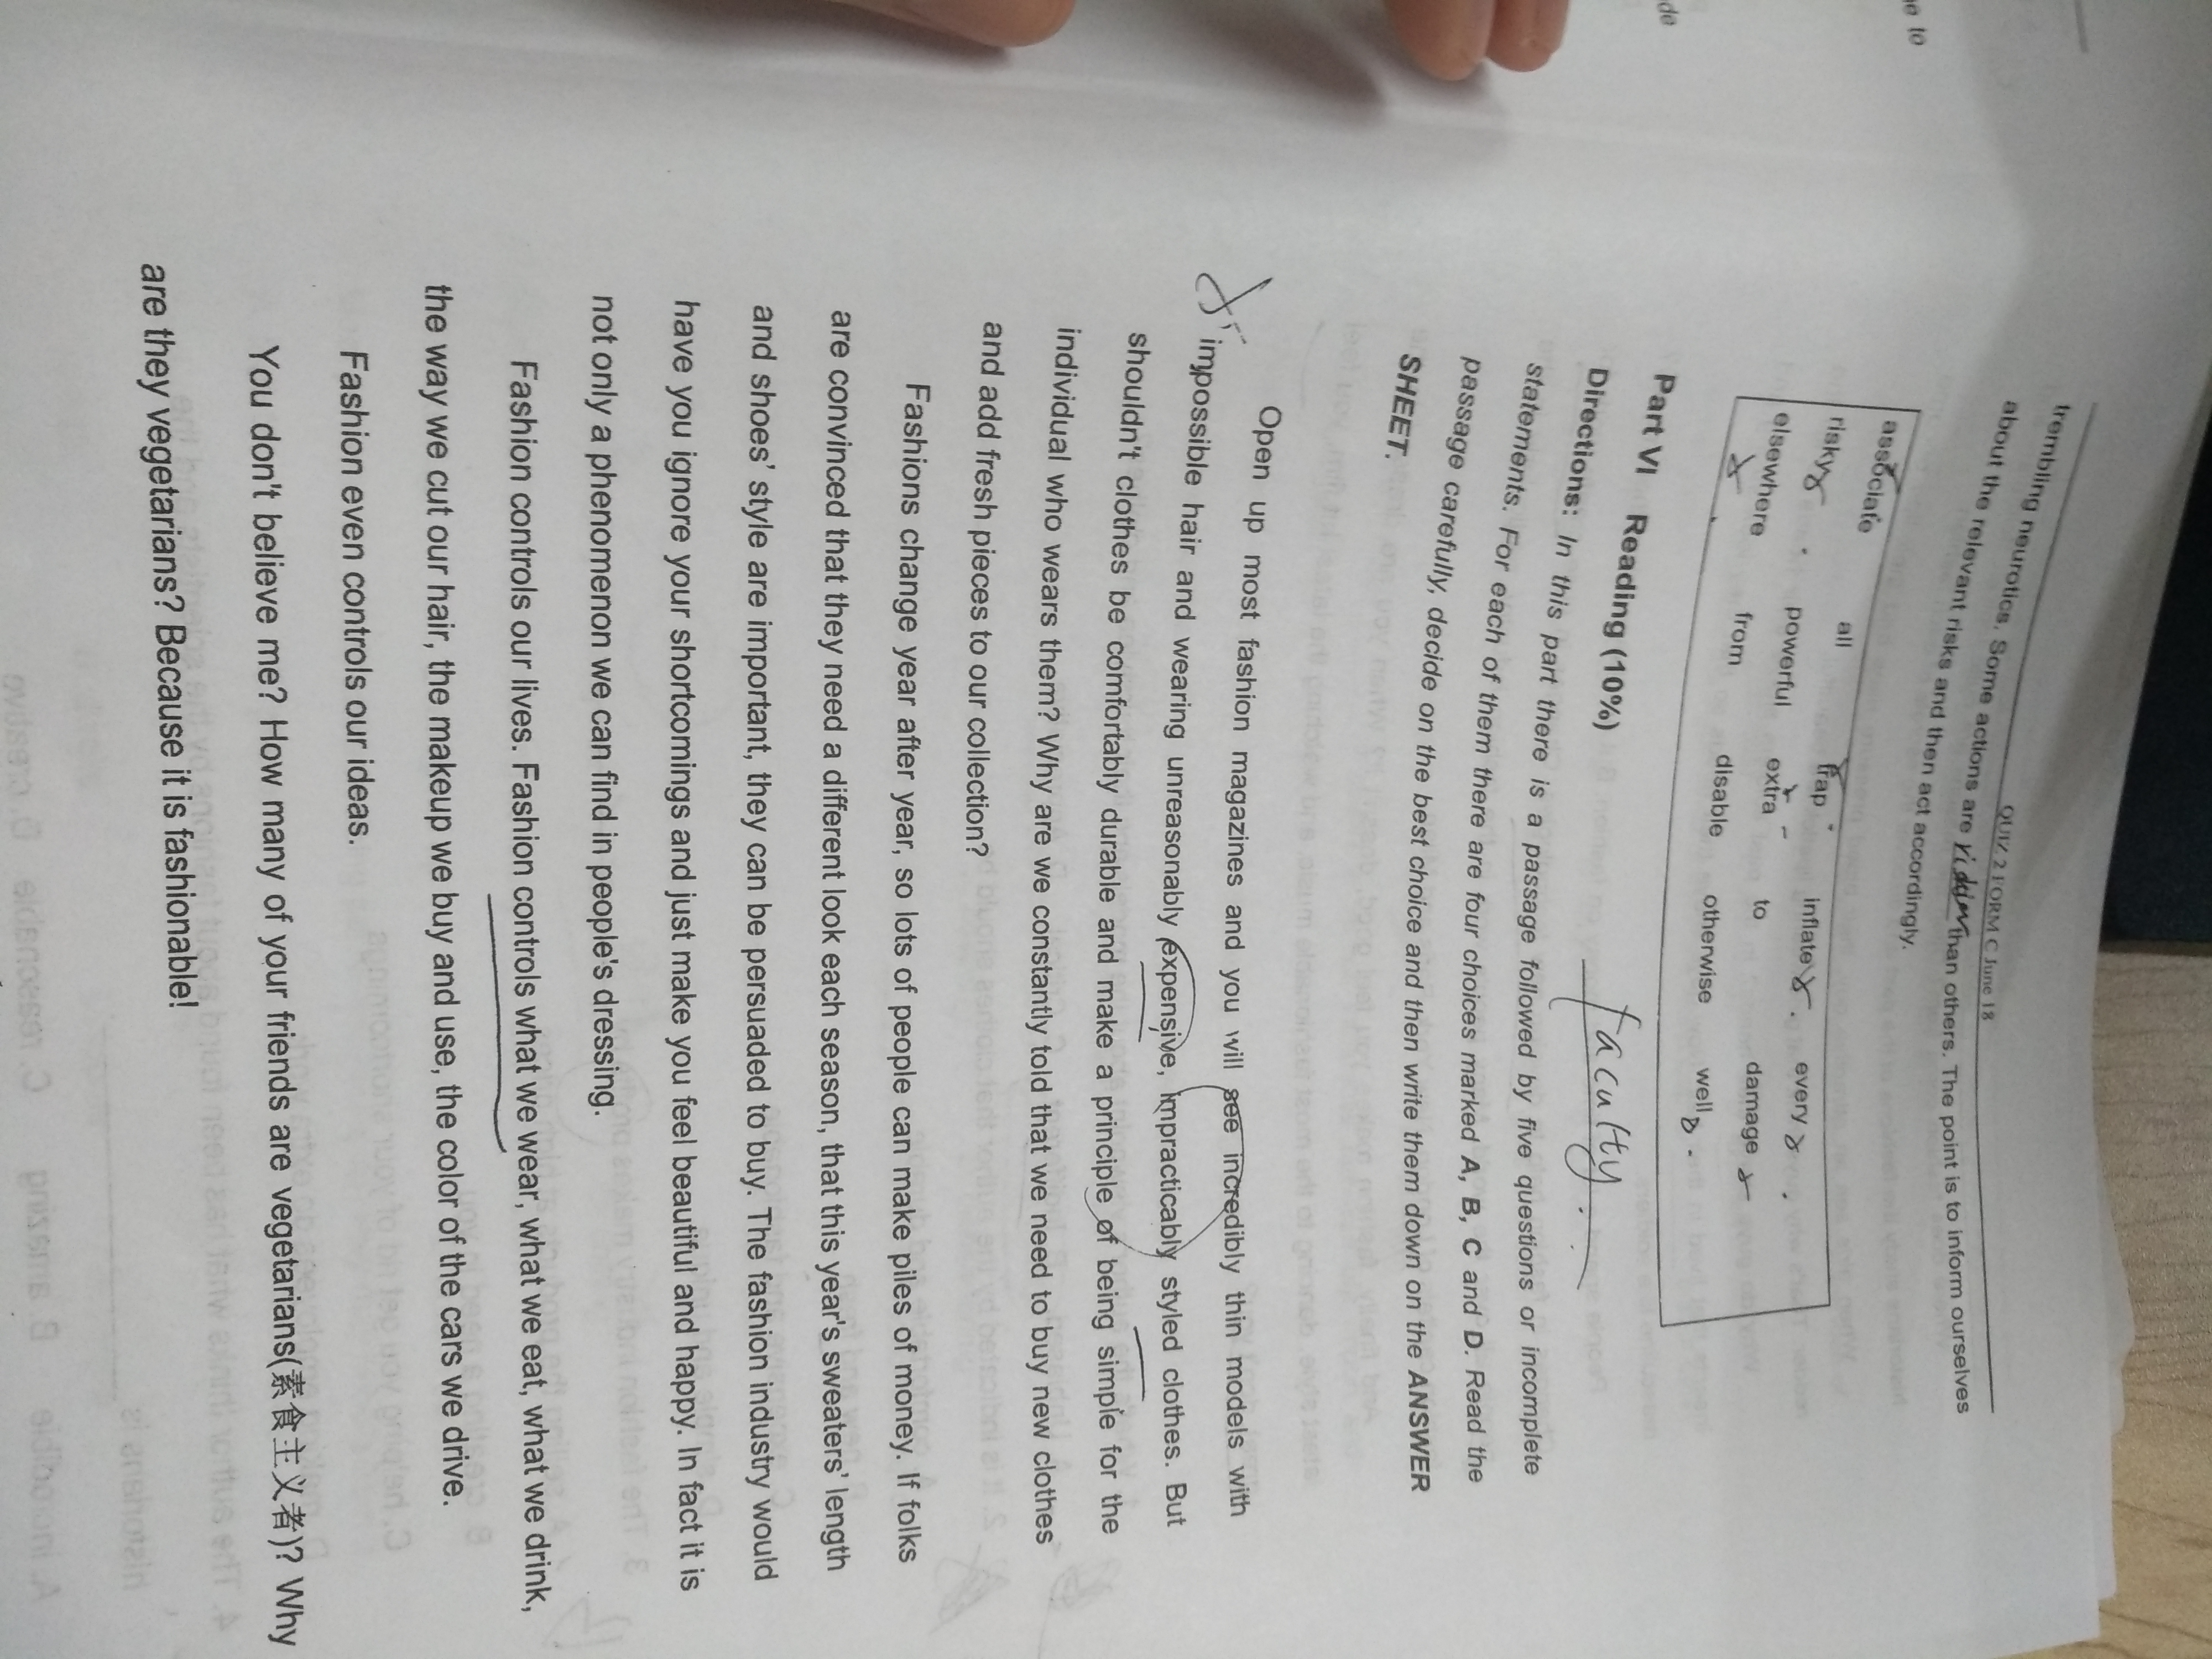 ge to
de
QUIZ 2 FORM C June 18
trembling neurotics. Some actions are than others. The point is to inform ourselves
about the relevant risks and then act accordingly.
associate all trap inflate every
risky powerful extra to damage
elsewhere from disable otherwise well
faculty
Part VI Reading (10%)
Directions: In this part there is a passage followed by five questions or incomplete
statements. For each of them there are four choices marked A, B, C and D. Read the
passage carefully, decide on the best choice and then write them down on the ANSWER
SHEET.
Open up most fashion magazines and you will see incredibly thin models with
impossible hair and wearing unreasonably expensive, impracticably styled clothes. But
shouldn't clothes be comfortably durable and make a principle of being simple for the
individual who wears them? Why are we constantly told that we need to buy new clothes
and add fresh pieces to our collection?
Fashions change year after year, so lots of people can make piles of money. If folks
are convinced that they need a different look each season, that this year's sweaters' length
and shoes' style are important, they can be persuaded to buy. The fashion industry would
have you ignore your shortcomings and just make you feel beautiful and happy. In fact it is
not only a phenomenon we can find in people's dressing.
Fashion controls our lives. Fashion controls what we wear, what we eat, what we drink,
the way we cut our hair, the makeup we buy and use, the color of the cars we drive.
Fashion even controls our ideas.
You don't believe me? How many of your friends are vegetarians(素食主义者)? Why
are they vegetarians? Because it is fashionable!